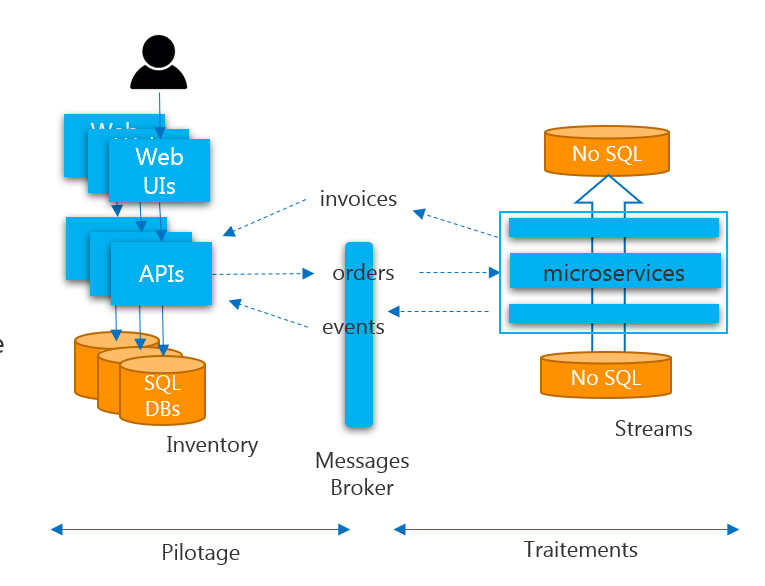 Web
Web
UIs
No SQL
invoices
APIs
orders
microservices
events
e
SQL
DBs
No SQL
Inventory
Streams
Messages
Broker
Pilotage
Traitements